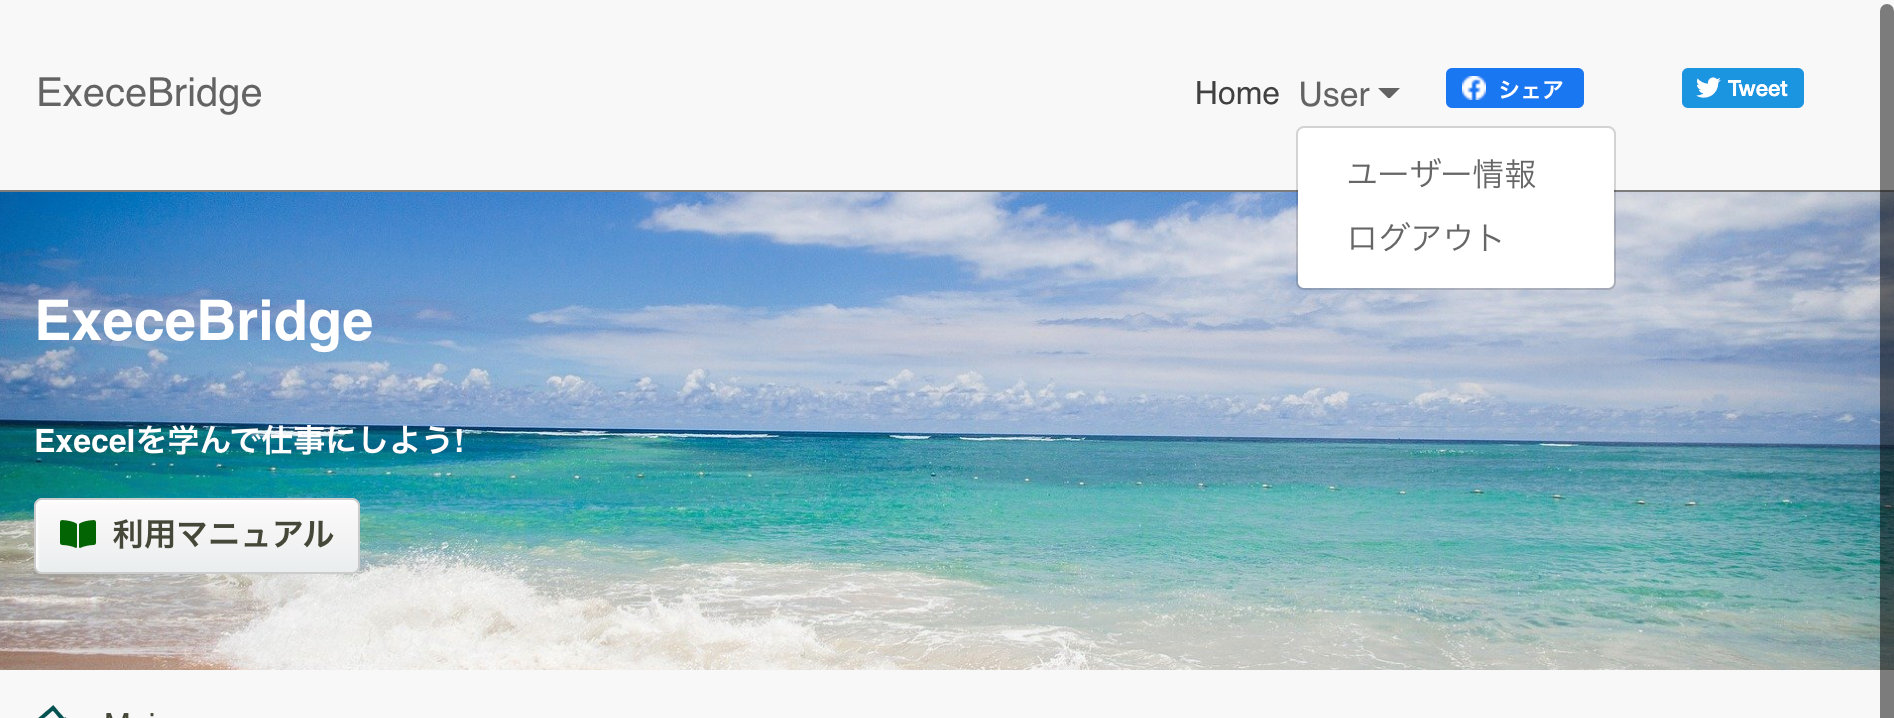 ExeceBridge
Home User シェア Tweet
ユーザー情報
ログアウト
ExeceBridge
Execelを学んで仕事にしよう!
利用マニュアル